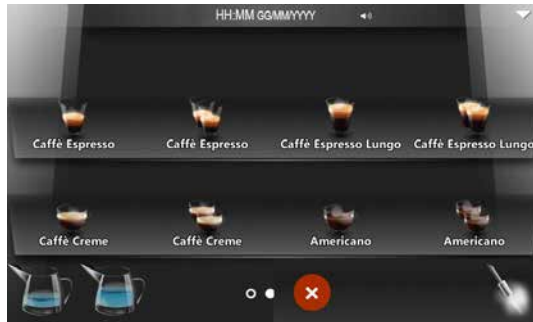 HH:MM GG/MM/YYYY
Caffè Espresso Caffè Espresso Caffè Espresso Lungo Caffè Espresso Lungo
Caffè Creme Caffè Creme Americano Americano